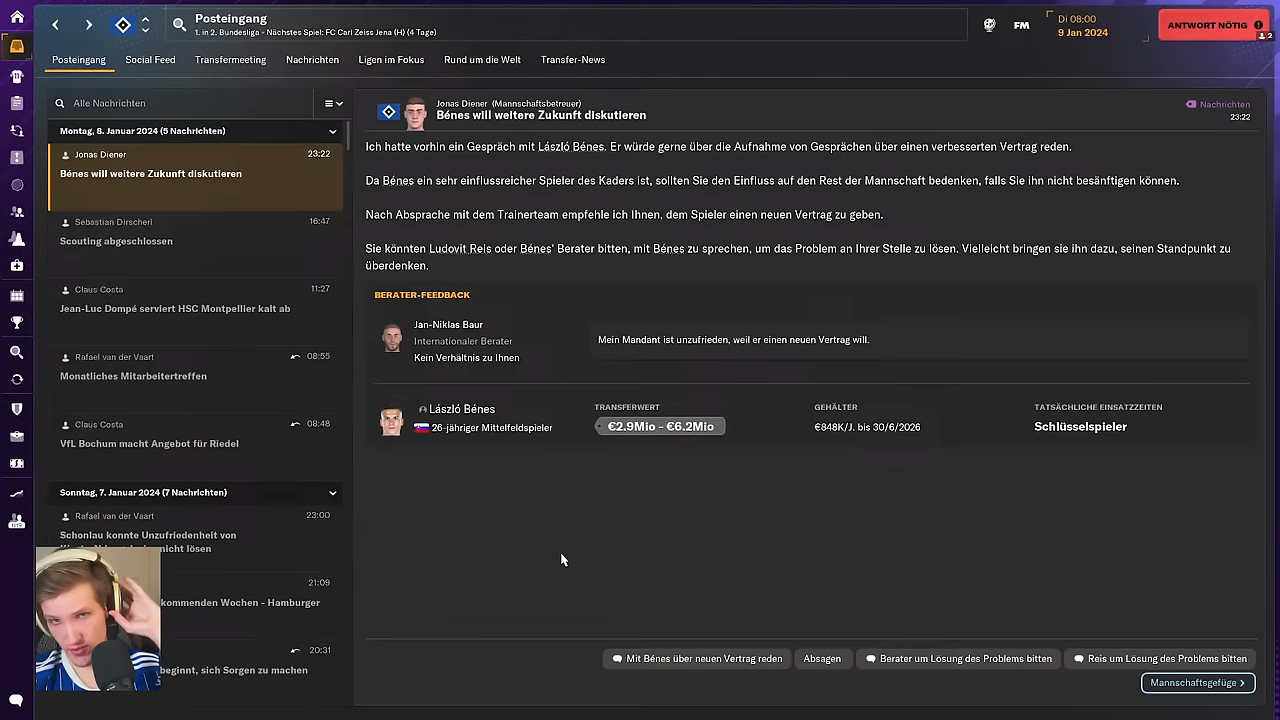 Posteingang
1. in 2. Bundesliga - Nächstes Spiel: FC Carl Zeiss Jena (H) (4 Tage)
FM
Di 08:00
9 Jan 2024
ANTWORT NÖTIG
2
Posteingang
Social Feed
Transfermeeting
Nachrichten
Ligen im Fokus
Rund um die Welt
Transfer-News
Alle Nachrichten
Montag, 8. Januar 2024 (5 Nachrichten)
Jonas Diener
23:22
Bénes will weitere Zukunft diskutieren
Sebastian Dirscherl
16:47
Scouting abgeschlossen
Claus Costa
11:27
Jean-Luc Dompé serviert HSC Montpellier kalt ab
Rafael van der Vaart
08:55
Monatliches Mitarbeitertreffen
Claus Costa
08:48
VfL Bochum macht Angebot für Riedel
Sonntag, 7. Januar 2024 (7 Nachrichten)
Rafael van der Vaart
23:00
Schonlau konnte Unzufriedenheit von
nicht lösen
21:09
kommenden Wochen - Hamburger
20:31
beginnt, sich Sorgen zu machen
Jonas Diener (Mannschaftsbetreuer)
Bénes will weitere Zukunft diskutieren
Nachrichten
23:22
Ich hatte vorhin ein Gespräch mit László Bénes. Er würde gerne über die Aufnahme von Gesprächen über einen verbesserten Vertrag reden.
Da Bénes ein sehr einflussreicher Spieler des Kaders ist, sollten Sie den Einfluss auf den Rest der Mannschaft bedenken, falls Sie ihn nicht besänftigen können.
Nach Absprache mit dem Trainerteam empfehle ich Ihnen, dem Spieler einen neuen Vertrag zu geben.
Sie könnten Ludovit Reis oder Bénes' Berater bitten, mit Bénes zu sprechen, um das Problem an Ihrer Stelle zu lösen. Vielleicht bringen sie ihn dazu, seinen Standpunkt zu
überdenken.
BERATER-FEEDBACK
Jan-Niklas Baur
Internationaler Berater
Kein Verhältnis zu Ihnen
Mein Mandant ist unzufrieden, weil er einen neuen Vertrag will.
László Bénes
26-jähriger Mittelfeldspieler
TRANSFERWERT
€2.9Mio - €6.2Mio
GEHÄLTER
€848K/J. bis 30/6/2026
TATSÄCHLICHE EINSATZZEITEN
Schlüsselspieler
Mit Bénes über neuen Vertrag reden
Absagen
Berater um Lösung des Problems bitten
Reis um Lösung des Problems bitten
Mannschaftsgefüge